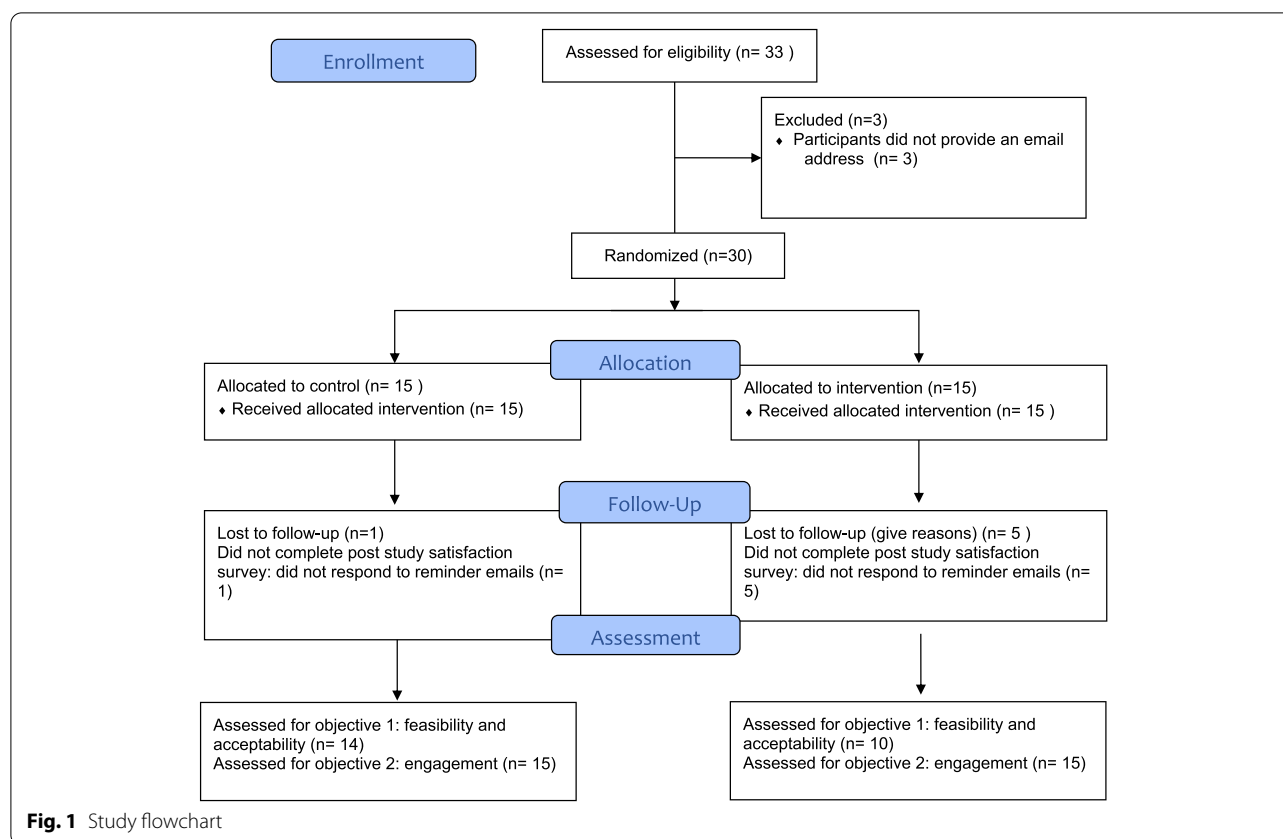 Enrollment
Assessed for eligibility (n= 33 )
Excluded (n=3)
♦ Participants did not provide an email
address (n= 3)
Randomized (n=30)
Allocation
Allocated to control (n= 15 )
♦ Received allocated intervention (n= 15)
Allocated to intervention (n=15)
♦ Received allocated intervention (n= 15 )
Follow-Up
Lost to follow-up (n=1)
Did not complete post study satisfaction
survey: did not respond to reminder emails (n=
1)
Lost to follow-up (give reasons) (n= 5 )
Did not complete post study satisfaction
survey: did not respond to reminder emails (n=
5)
Assessment
Assessed for objective 1: feasibility and
acceptability (n= 14)
Assessed for objective 2: engagement (n= 15)
Assessed for objective 1: feasibility and
acceptability (n= 10)
Assessed for objective 2: engagement (n= 15)
Fig. 1 Study flowchart